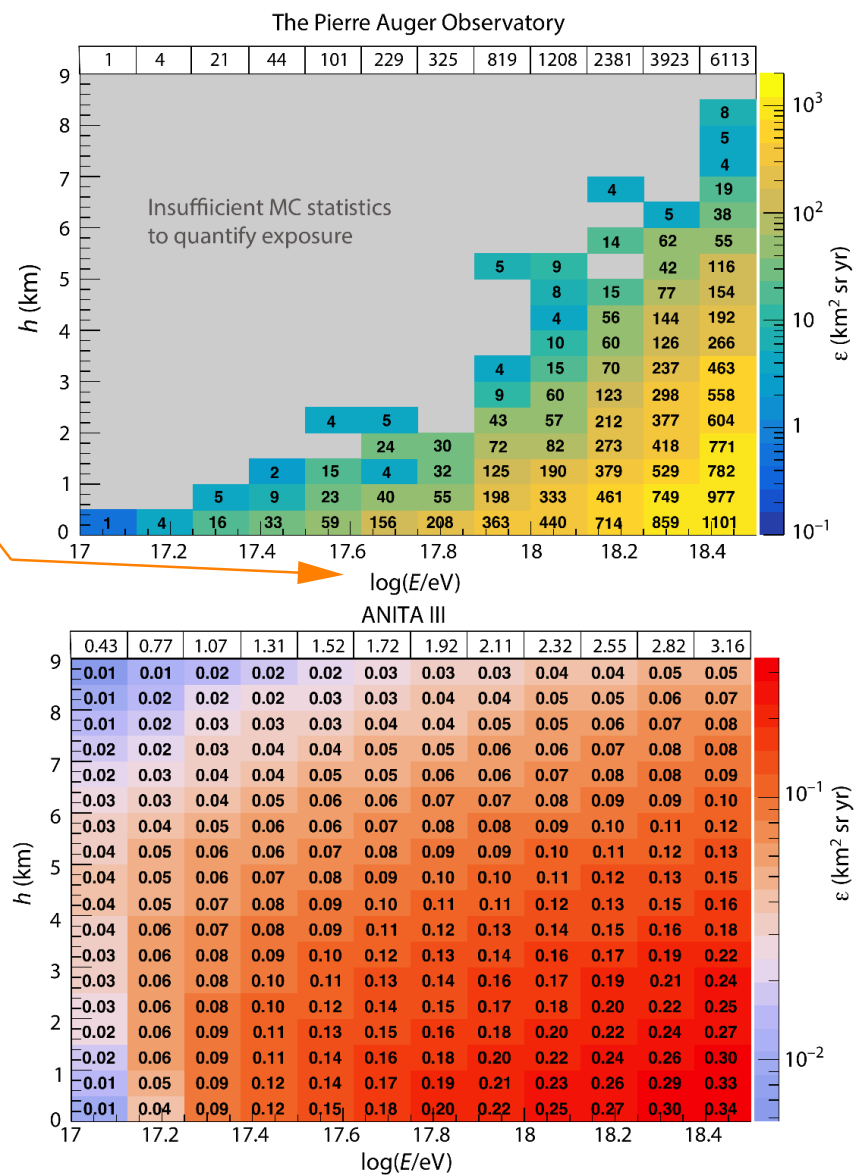 The Pierre Auger Observatory
1 4 21 44 101 229 325 819 1208 2381 3923 6113
9
8
8 5
4
7 4 19
Insuffiicient MC statistics 5 38
to quantify exposure 14 62 55
6
5 9 42 116
5 8 15 77 154
4 56 144 192
4 10 60 126 266
4 15 70 237 463
3 9 60 123 298 558
4 5 43 57 212 377 604
2 24 30 72 82 273 418 771
2 15 4 32 125 190 379 529 782
1 5 9 23 40 55 198 333 461 749 977
1 4 16 33 59 156 208 363 440 714 859 1101
0
h (km)
10³
10²
10
1
10⁻¹
ε (km² sr yr)
17 17.2 17.4 17.6 17.8 18 18.2 18.4
log(E/eV)
ANITA III
0.43 0.77 1.07 1.31 1.52 1.72 1.92 2.11 2.32 2.55 2.82 3.16
9
0.01 0.01 0.02 0.02 0.02 0.03 0.03 0.03 0.04 0.04 0.05 0.05
0.01 0.02 0.02 0.02 0.03 0.03 0.04 0.04 0.05 0.05 0.06 0.07
8
0.01 0.02 0.03 0.03 0.03 0.04 0.04 0.05 0.05 0.06 0.07 0.08
0.02 0.02 0.03 0.04 0.04 0.05 0.05 0.06 0.06 0.07 0.08 0.08
7
0.02 0.03 0.04 0.04 0.05 0.05 0.06 0.06 0.07 0.08 0.08 0.09
0.03 0.03 0.04 0.05 0.06 0.06 0.07 0.07 0.08 0.09 0.09 0.10
6
0.03 0.04 0.05 0.06 0.06 0.07 0.08 0.08 0.09 0.10 0.11 0.12
0.04 0.05 0.06 0.06 0.07 0.08 0.09 0.09 0.10 0.11 0.12 0.13
5
0.04 0.05 0.06 0.07 0.08 0.09 0.10 0.10 0.11 0.12 0.13 0.15
0.04 0.05 0.07 0.08 0.09 0.10 0.11 0.11 0.12 0.13 0.15 0.16
4
0.04 0.06 0.07 0.08 0.09 0.11 0.12 0.13 0.14 0.15 0.16 0.18
0.03 0.06 0.08 0.09 0.10 0.12 0.13 0.14 0.16 0.17 0.19 0.22
3
0.03 0.06 0.08 0.10 0.11 0.13 0.14 0.16 0.17 0.19 0.21 0.24
0.03 0.06 0.08 0.10 0.12 0.14 0.15 0.17 0.18 0.20 0.22 0.25
2
0.02 0.06 0.09 0.11 0.13 0.15 0.16 0.18 0.20 0.22 0.24 0.27
0.02 0.06 0.09 0.11 0.14 0.16 0.18 0.20 0.22 0.24 0.26 0.30
1
0.01 0.05 0.09 0.12 0.14 0.17 0.19 0.21 0.23 0.26 0.29 0.33
0.01 0.04 0.09 0.12 0.15 0.18 0.20 0.22 0.25 0.27 0.30 0.34
0
h (km)
10⁻¹
10⁻²
ε (km² sr yr)
17 17.2 17.4 17.6 17.8 18 18.2 18.4
log(E/eV)